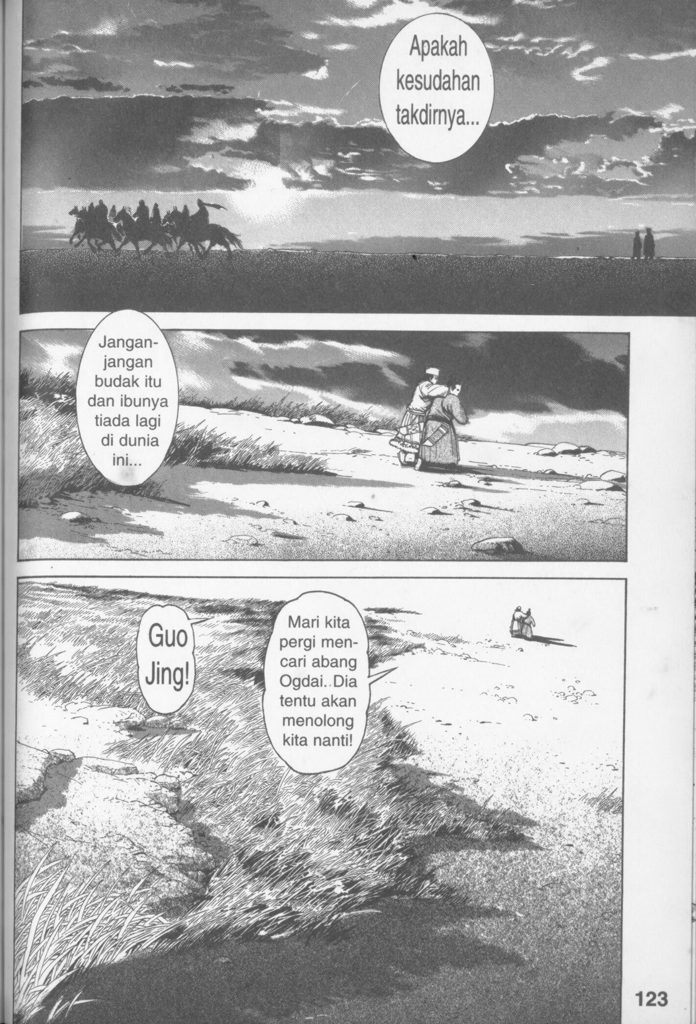 Apakah
kesudahan
takdirnya...
Jangan-
jangan
budak itu
dan ibunya
tiada lagi
di dunia
ini...
Guo
Jing!
Mari kita
pergi men-
cari abang
Ogdai. Dia
tentu akan
menolong
kita nanti!
123